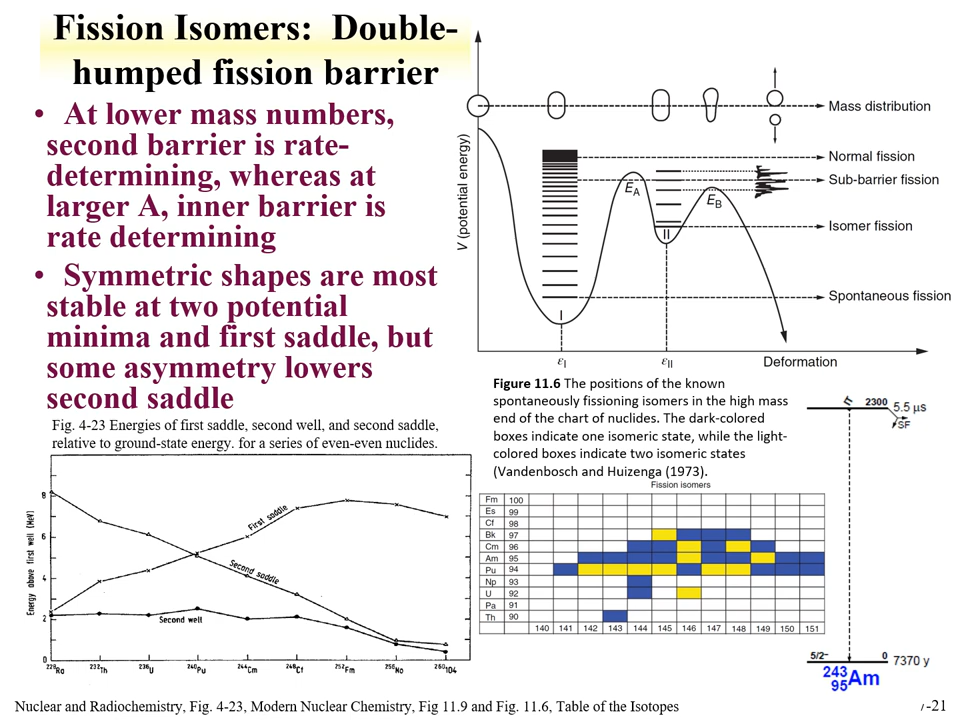 Fission Isomers: Double-
humped fission barrier
• At lower mass numbers,
second barrier is rate-
determining, whereas at
larger A, inner barrier is
rate determining
• Symmetric shapes are most
stable at two potential
minima and first saddle, but
some asymmetry lowers
second saddle
V (potential energy)
Mass distribution
Normal fission
Sub-barrier fission
Isomer fission
Spontaneous fission
EA
EB
I
II
εI
εII
Deformation
Figure 11.6 The positions of the known
spontaneously fissioning isomers in the high mass
end of the chart of nuclides. The dark-colored
boxes indicate one isomeric state, while the light-
colored boxes indicate two isomeric states
(Vandenbosch and Huizenga (1973).
Fission isomers
Fm 100
Es 99
Cf 98
Bk 97
Cm 96
Am 95
Pu 94
Np 93
U 92
Pa 91
Th 90
140 141 142 143 144 145 146 147 148 149 150 151
2300
5.5 μs
SF
5/2−
0
7370 y
243
95Am
Fig. 4-23 Energies of first saddle, second well, and second saddle,
relative to ground-state energy. for a series of even-even nuclides.
Energy above first well (MeV)
8
6
4
2
0
First saddle
Second saddle
Second well
228Ra 232Th 236U 240Pu 244Cm 248Cf 252Fm 256No 260104
Nuclear and Radiochemistry, Fig. 4-23, Modern Nuclear Chemistry, Fig 11.9 and Fig. 11.6, Table of the Isotopes
-21